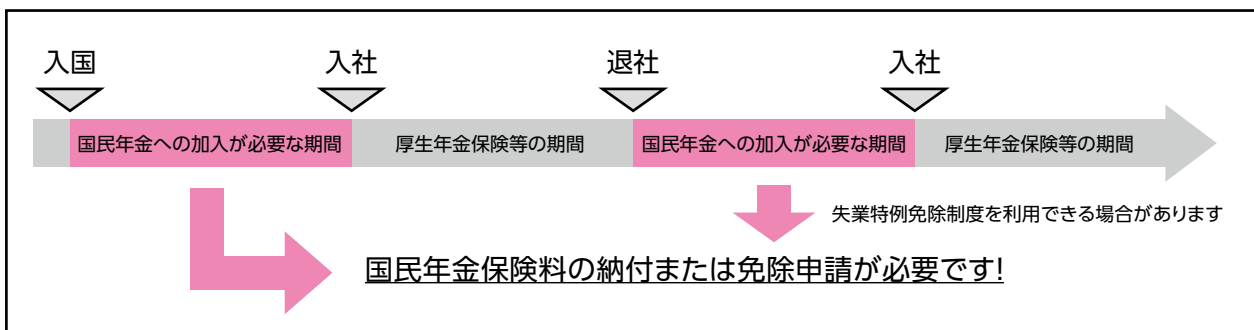 入国
入社
退社
入社
国民年金への加入が必要な期間
厚生年金保険等の期間
国民年金への加入が必要な期間
厚生年金保険等の期間
失業特例免除制度を利用できる場合があります
国民年金保険料の納付または免除申請が必要です!